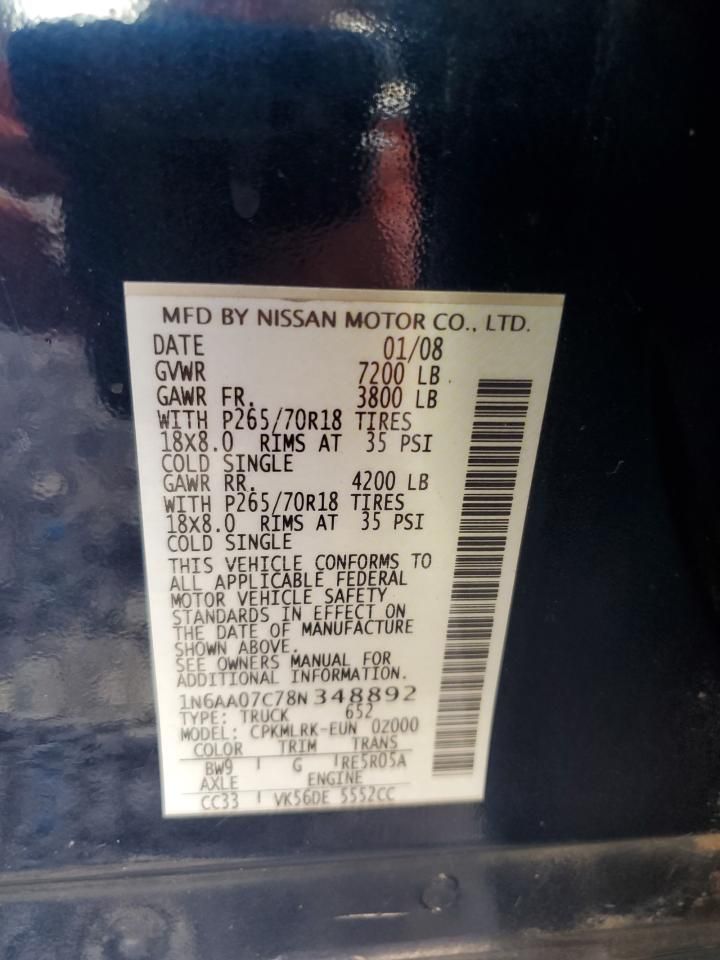 MFD BY NISSAN MOTOR CO., LTD.
DATE 01/08
GVWR 7200 LB
GAWR FR. 3800 LB
WITH P265/70R18 TIRES
18X8.0 RIMS AT 35 PSI
COLD SINGLE
GAWR RR. 4200 LB
WITH P265/70R18 TIRES
18X8.0 RIMS AT 35 PSI
COLD SINGLE
THIS VEHICLE CONFORMS TO
ALL APPLICABLE FEDERAL
MOTOR VEHICLE SAFETY
STANDARDS IN EFFECT ON
THE DATE OF MANUFACTURE
SHOWN ABOVE.
SEE OWNERS MANUAL FOR
ADDITIONAL INFORMATION.
1N6AA07C78N348892
TYPE: TRUCK 652
MODEL: CPKMLRK-EUN 0Z000
COLOR TRIM TRANS
BW9 G RE5R05A
AXLE ENGINE
CC33 VK56DE 5552CC